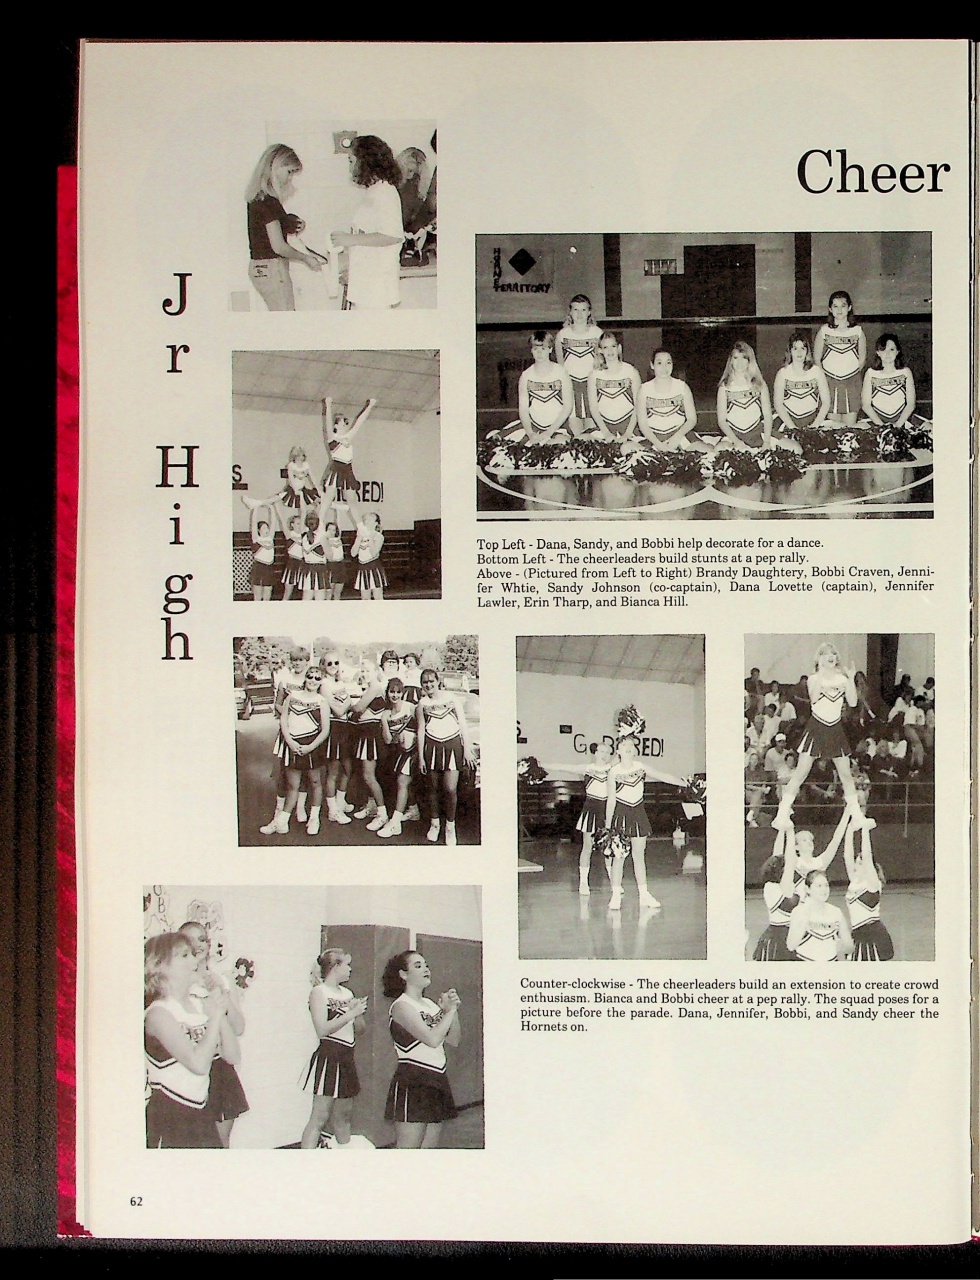 Cheer
Jr
High
TERRITORY
Top Left - Dana, Sandy, and Bobbi help decorate for a dance.
Bottom Left - The cheerleaders build stunts at a pep rally.
Above - (Pictured from Left to Right) Brandy Daughtery, Bobbi Craven, Jenni-
fer Whtie, Sandy Johnson (co-captain), Dana Lovette (captain), Jennifer
Lawler, Erin Tharp, and Bianca Hill.
RED!
Go B RED!
Counter-clockwise - The cheerleaders build an extension to create crowd
enthusiasm. Bianca and Bobbi cheer at a pep rally. The squad poses for a
picture before the parade. Dana, Jennifer, Bobbi, and Sandy cheer the
Hornets on.
62